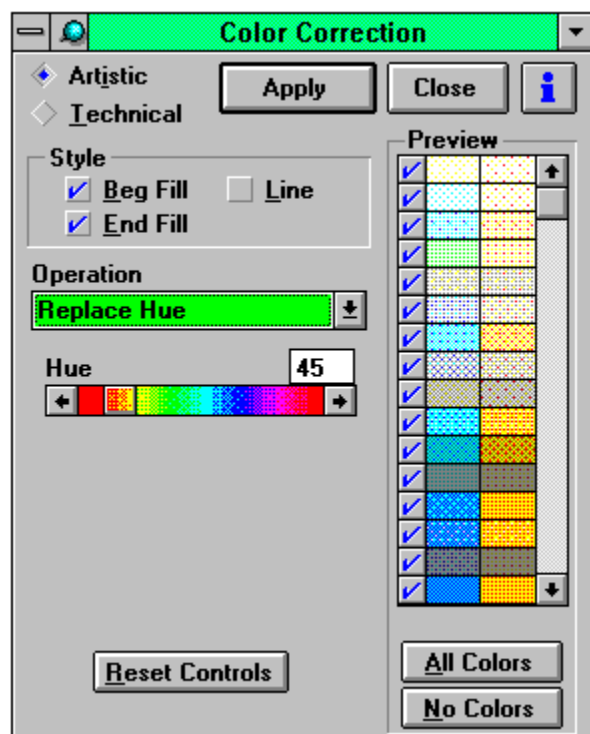 Color Correction
Artistic
Technical
Apply
Close
i
Style
Beg Fill
Line
End Fill
Operation
Replace Hue
Hue
45
Reset Controls
Preview
All Colors
No Colors